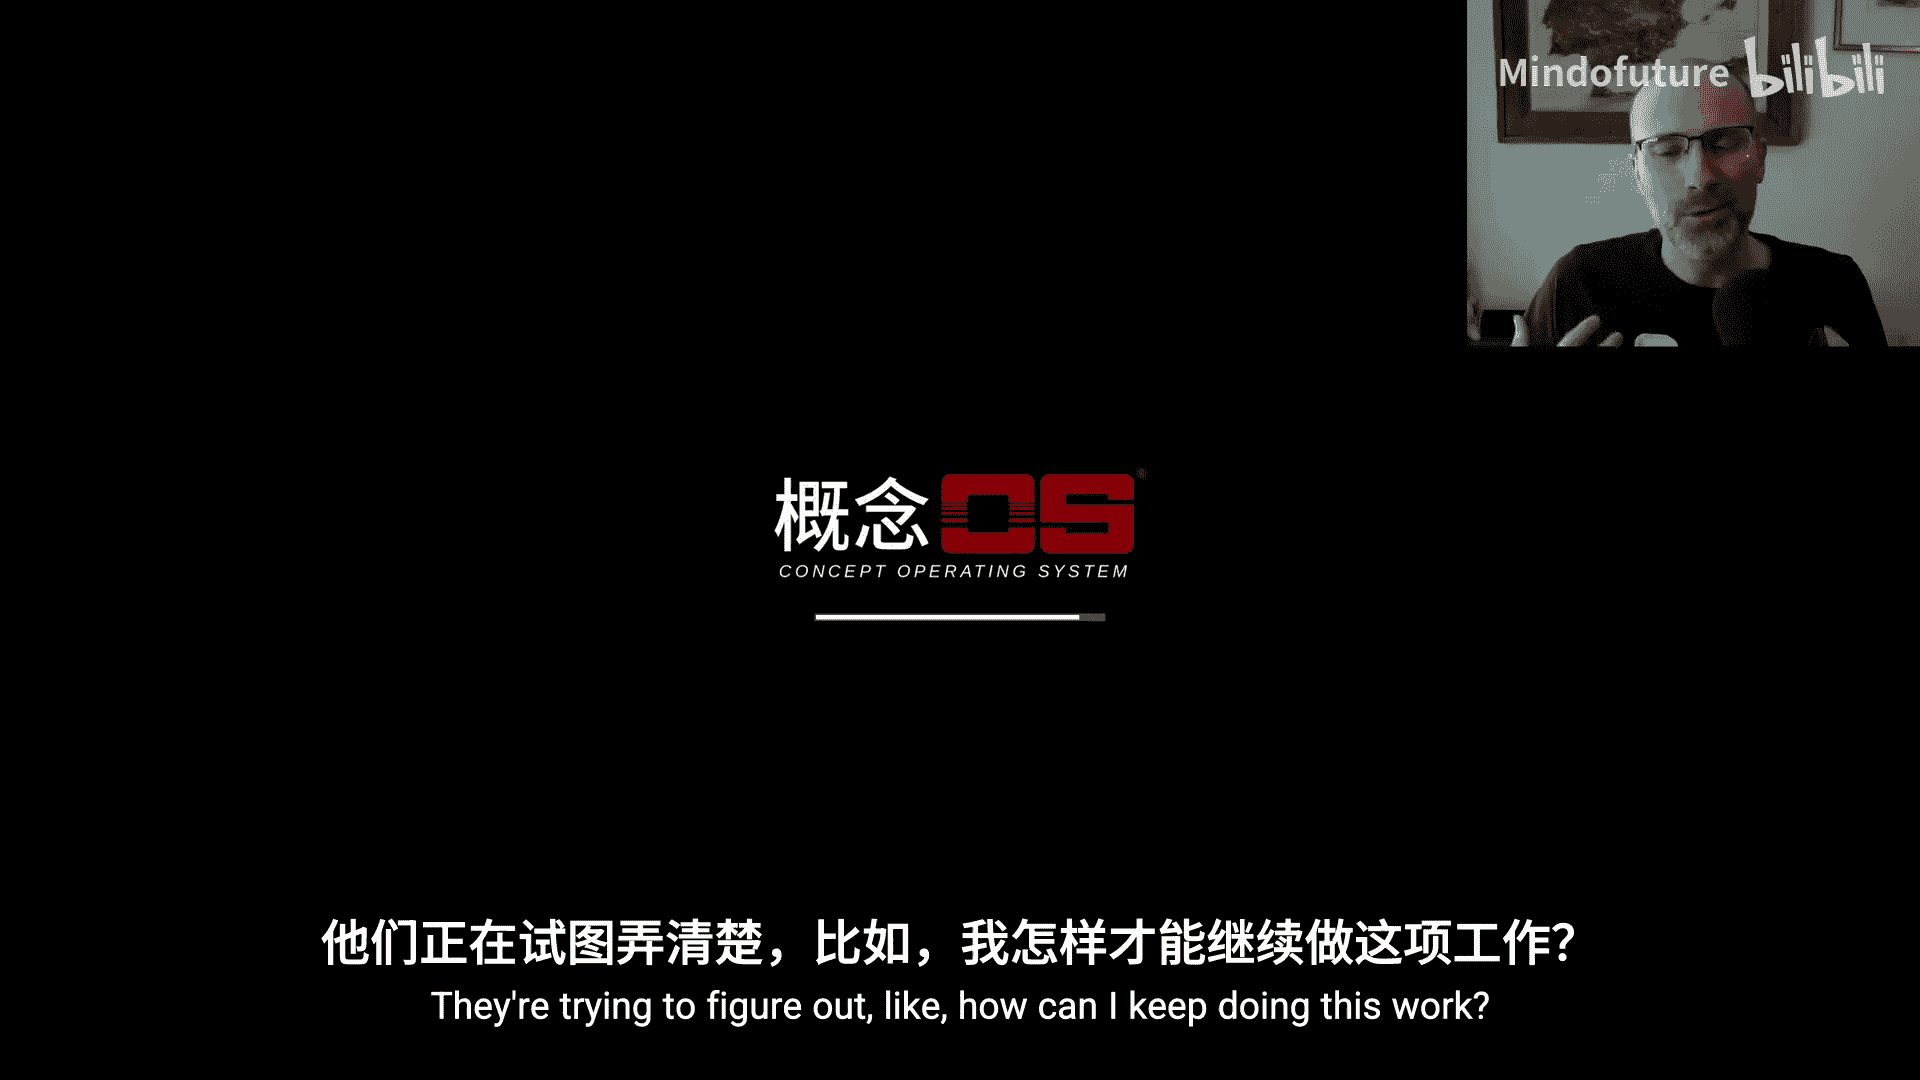 Mindofuture bilibili
概念OS
CONCEPT OPERATING SYSTEM
他们正在试图弄清楚，比如，我怎样才能继续做这项工作？
They're trying to figure out, like, how can I keep doing this work?